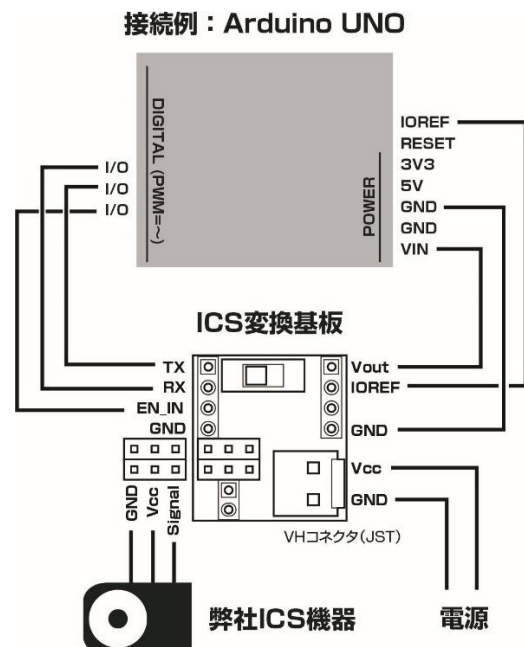 接続例：Arduino UNO
DIGITAL (PWM=~)
I/O
I/O
I/O
POWER
IOREF
RESET
3V3
5V
GND
GND
VIN
ICS変換基板
TX
RX
EN_IN
GND
Vout
IOREF
GND
Vcc
GND
VHコネクタ(JST)
GND
Vcc
Signal
弊社ICS機器
電源